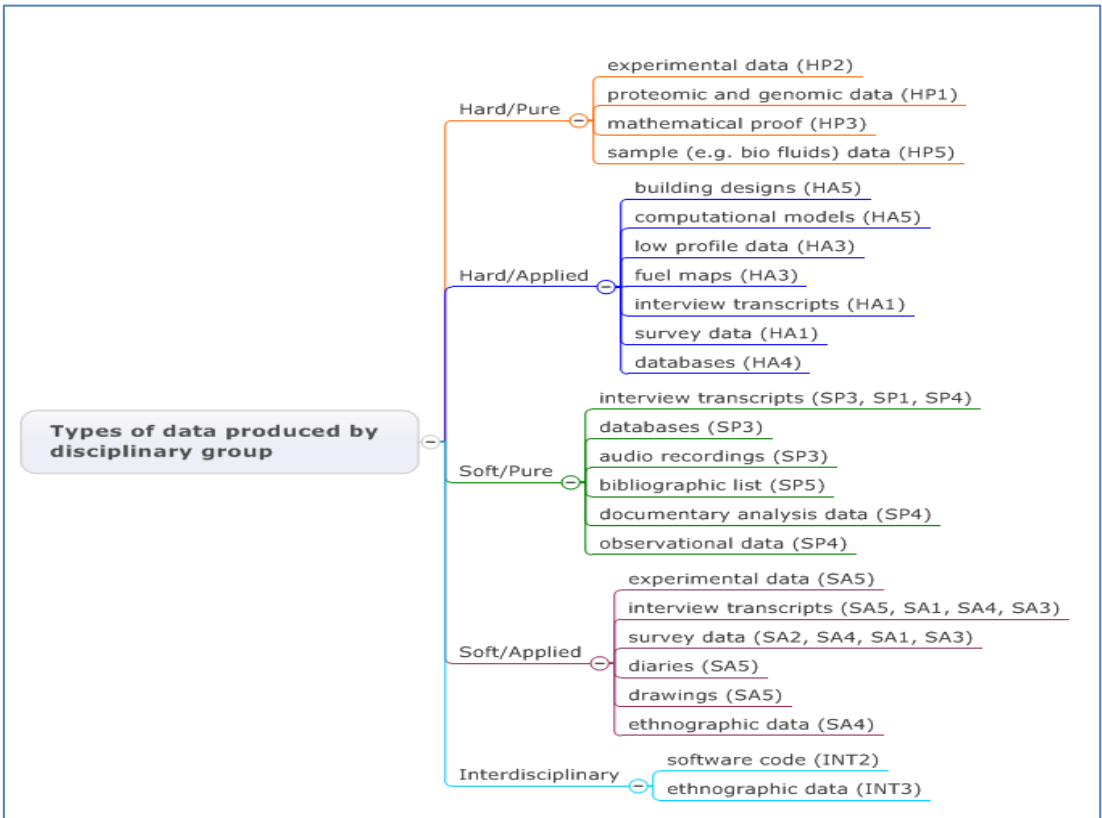 experimental data (HP2)
proteomic and genomic data (HP1)
Hard/Pure
mathematical proof (HP3)
sample (e.g. bio fluids) data (HP5)
building designs (HA5)
computational models (HA5)
low profile data (HA3)
Hard/Applied
fuel maps (HA3)
interview transcripts (HA1)
survey data (HA1)
databases (HA4)
Types of data produced by
disciplinary group
interview transcripts (SP3, SP1, SP4)
databases (SP3)
audio recordings (SP3)
Soft/Pure
bibliographic list (SP5)
documentary analysis data (SP4)
observational data (SP4)
experimental data (SA5)
interview transcripts (SA5, SA1, SA4, SA3)
survey data (SA2, SA4, SA1, SA3)
Soft/Applied
diaries (SA5)
drawings (SA5)
ethnographic data (SA4)
software code (INT2)
Interdisciplinary
ethnographic data (INT3)